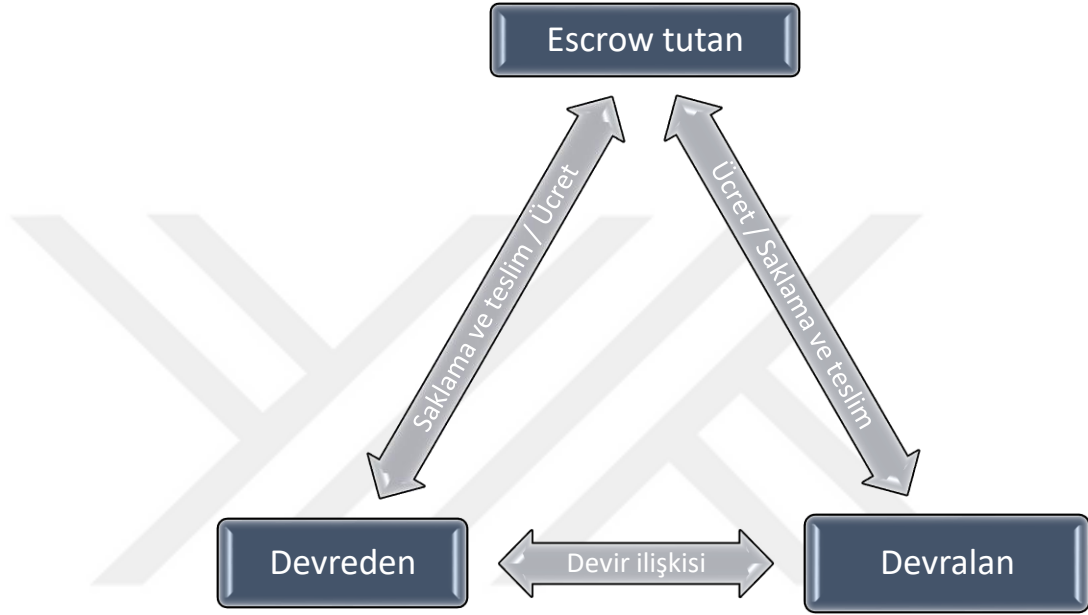 Escrow tutan
Saklama ve teslim / Ücret
Ücret / Saklama ve teslim
Devreden
Devir ilişkisi
Devralan